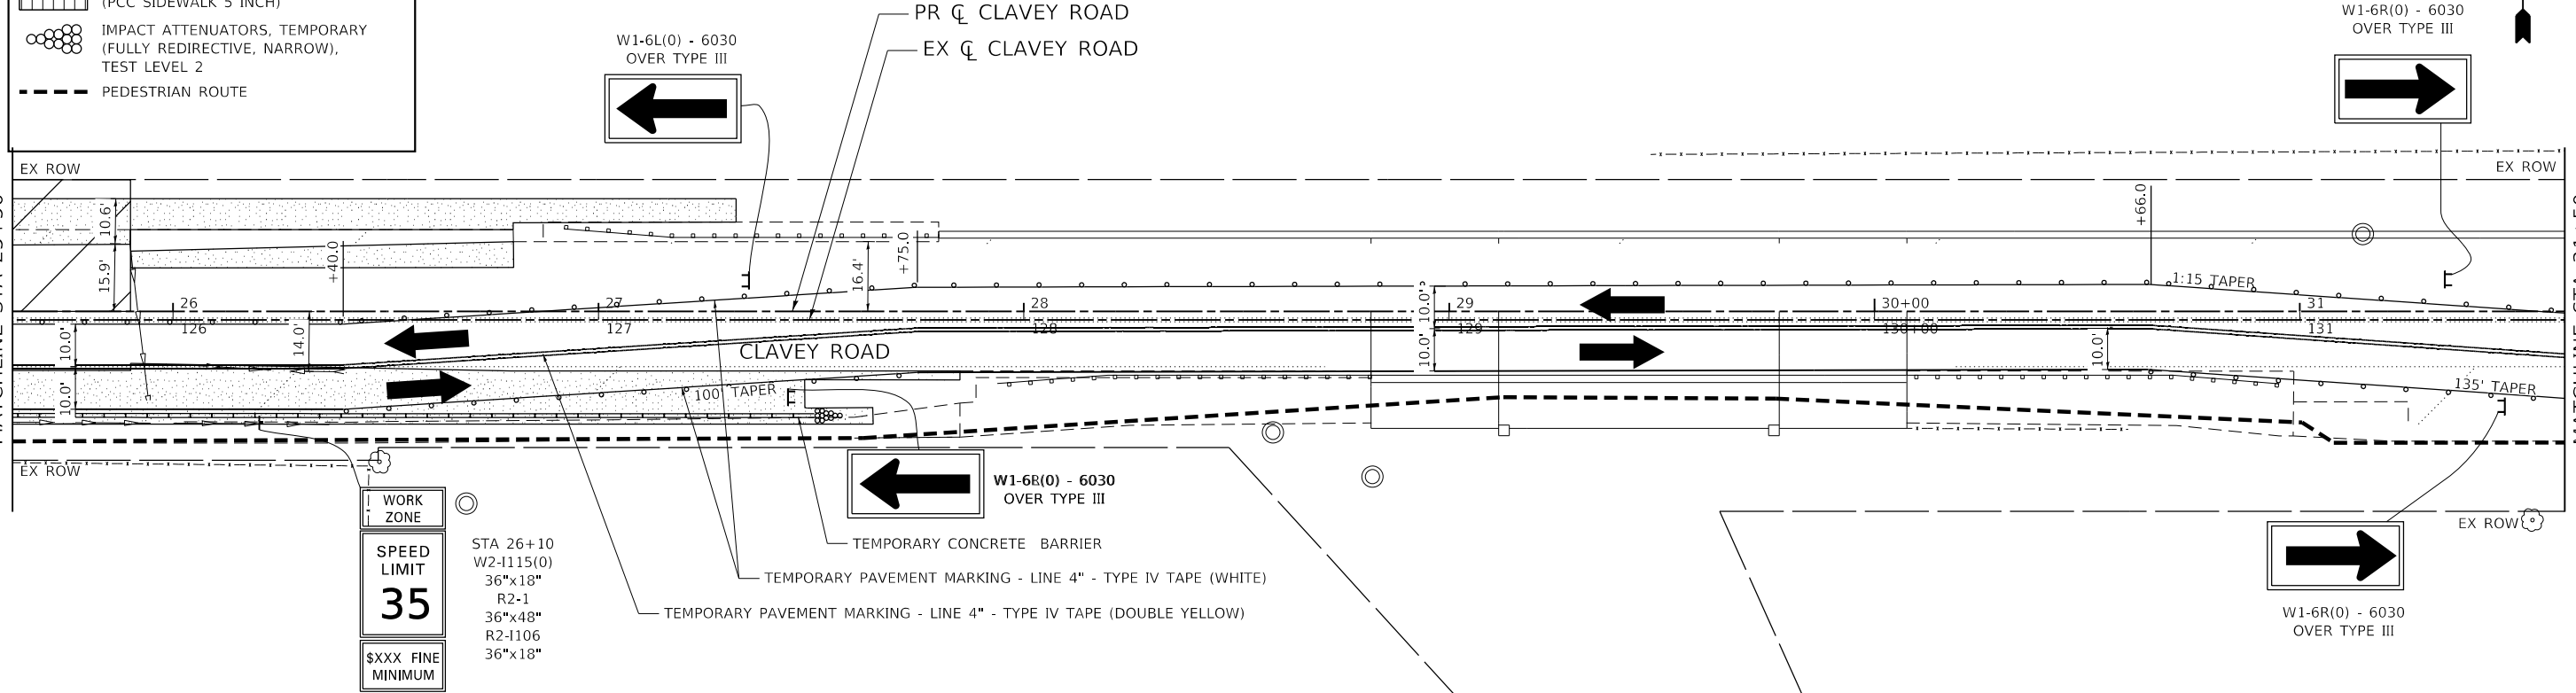 (PCC SIDEWALK 5 INCH)
IMPACT ATTENUATORS, TEMPORARY
(FULLY REDIRECTIVE, NARROW),
TEST LEVEL 2
PEDESTRIAN ROUTE
W1-6L(0) - 6030
OVER TYPE III
PR ℄ CLAVEY ROAD
EX ℄ CLAVEY ROAD
W1-6R(0) - 6030
OVER TYPE III
EX ROW
EX ROW
10.6'
15.9'
+40.0
16.4'
+75.0
+66.0
1:15 TAPER
26
27
28
29
30+00
31
126
127
128
129
130+00
131
10.0'
14.0'
10.0'
10.0'
10.0'
10.0'
CLAVEY ROAD
100' TAPER
135' TAPER
EX ROW
W1-6R(0) - 6030
OVER TYPE III
WORK
ZONE
SPEED
LIMIT
35
$XXX FINE
MINIMUM
STA 26+10
W2-I115(0)
36"x18"
R2-1
36"x48"
R2-I106
36"x18"
TEMPORARY CONCRETE BARRIER
TEMPORARY PAVEMENT MARKING - LINE 4" - TYPE IV TAPE (WHITE)
TEMPORARY PAVEMENT MARKING - LINE 4" - TYPE IV TAPE (DOUBLE YELLOW)
EX ROW
W1-6R(0) - 6030
OVER TYPE III